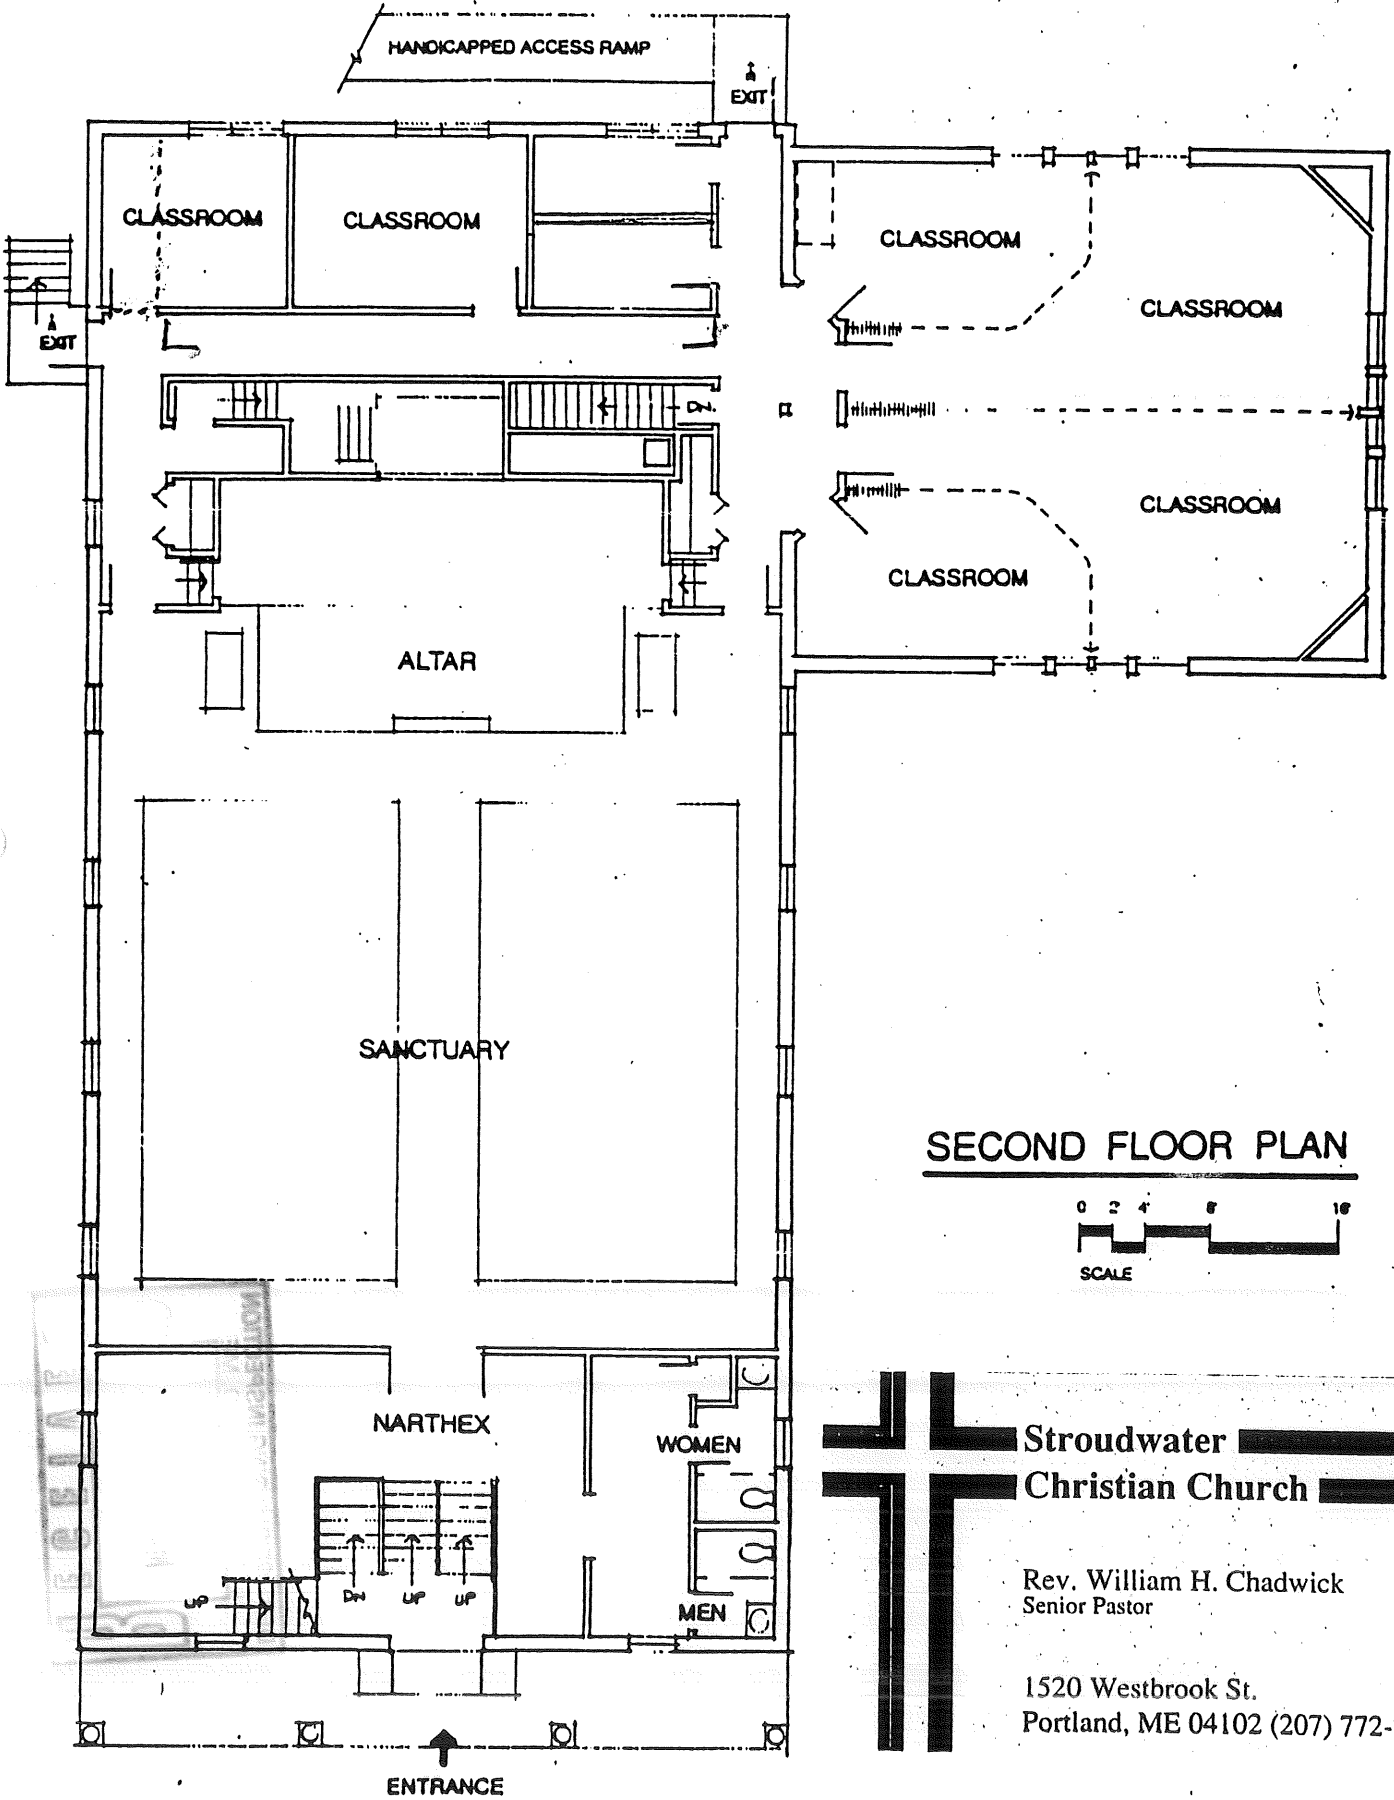 HANDICAPPED ACCESS RAMP
EXIT
CLASSROOM
CLASSROOM
CLASSROOM
CLASSROOM
EXIT
DN.
CLASSROOM
CLASSROOM
ALTAR
SANCTUARY
SECOND FLOOR PLAN
0 2' 4' 8' 16'
SCALE
NARTHEX
WOMEN
Stroudwater
Christian Church
UP
DN
UP
UP
MEN
Rev. William H. Chadwick
Senior Pastor
1520 Westbrook St.
Portland, ME 04102 (207) 772-
ENTRANCE